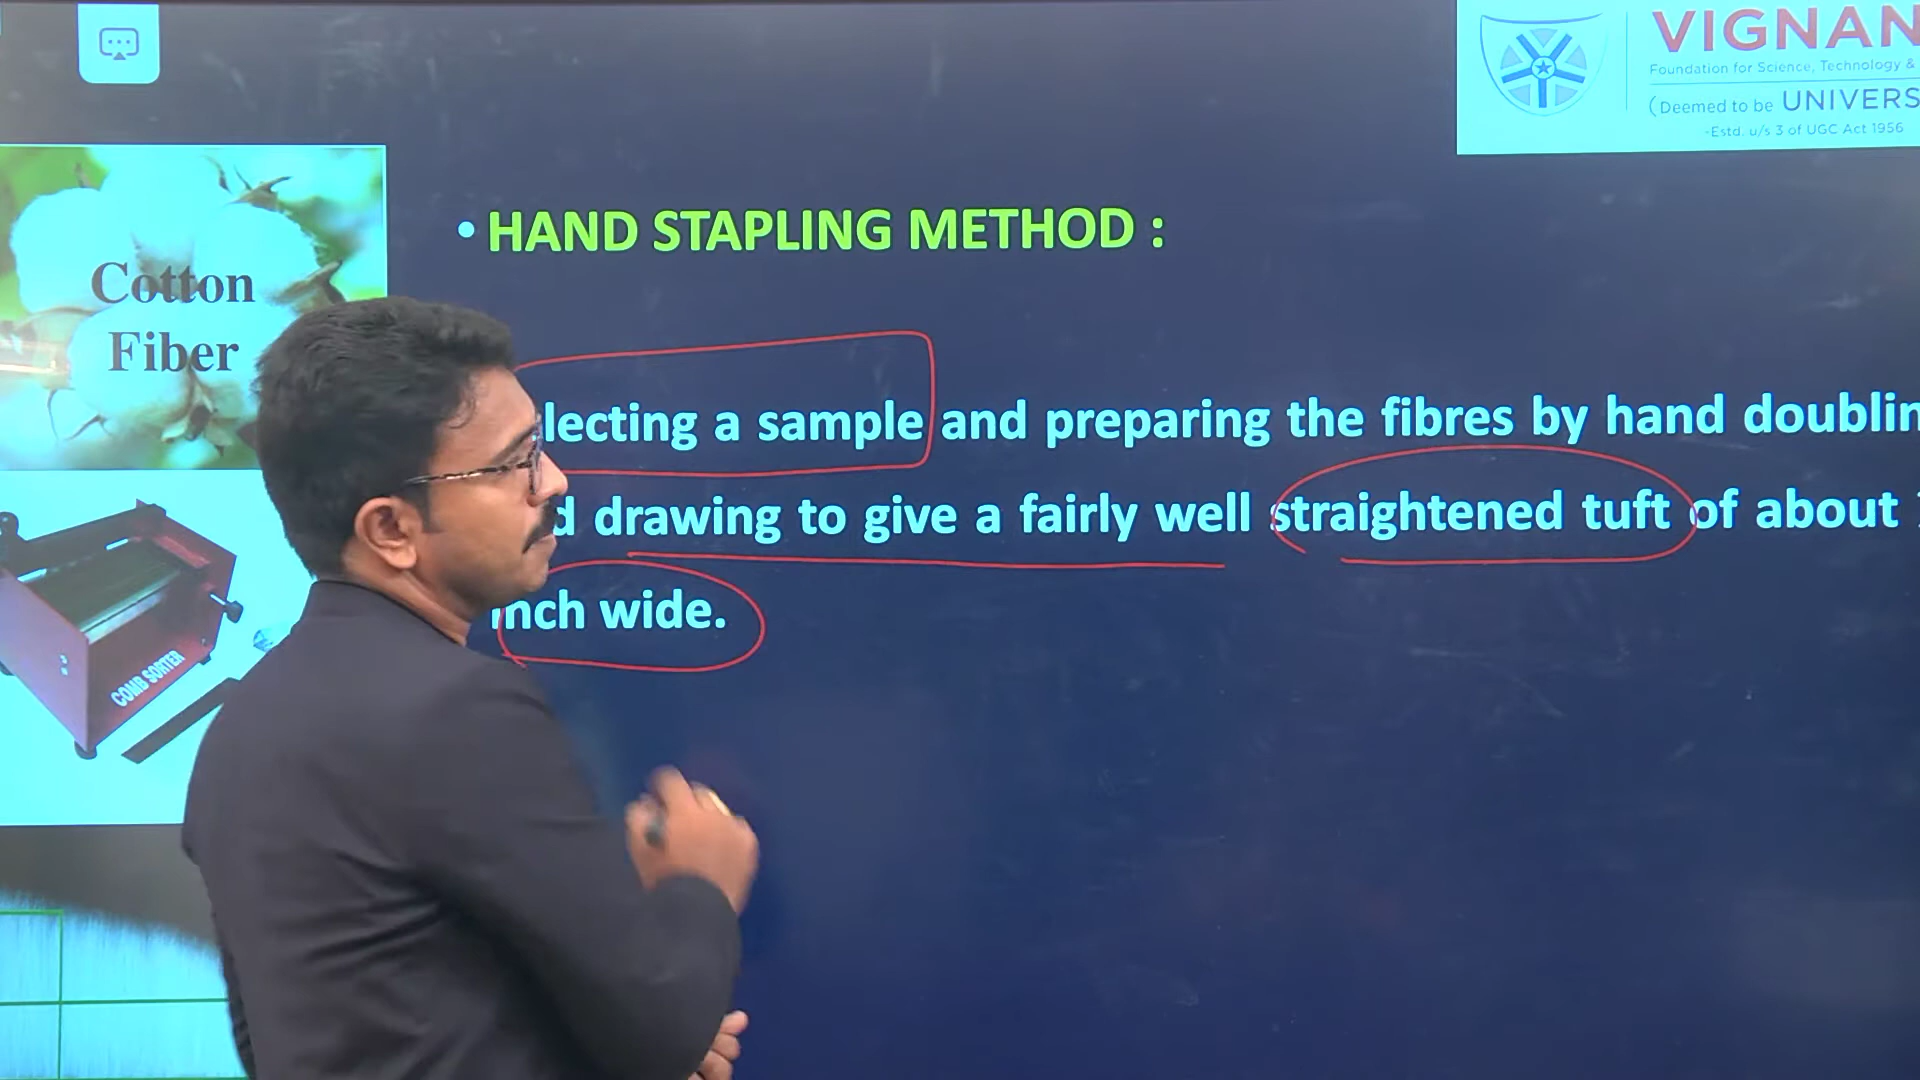 VIGNAN
Foundation for Science, Technology &
(Deemed to be UNIVERS
-Estd. u/s 3 of UGC Act 1956
Cotton
Fiber
COMB SORTER
• HAND STAPLING METHOD :
lecting a sample and preparing the fibres by hand doublin
d drawing to give a fairly well straightened tuft of about
inch wide.